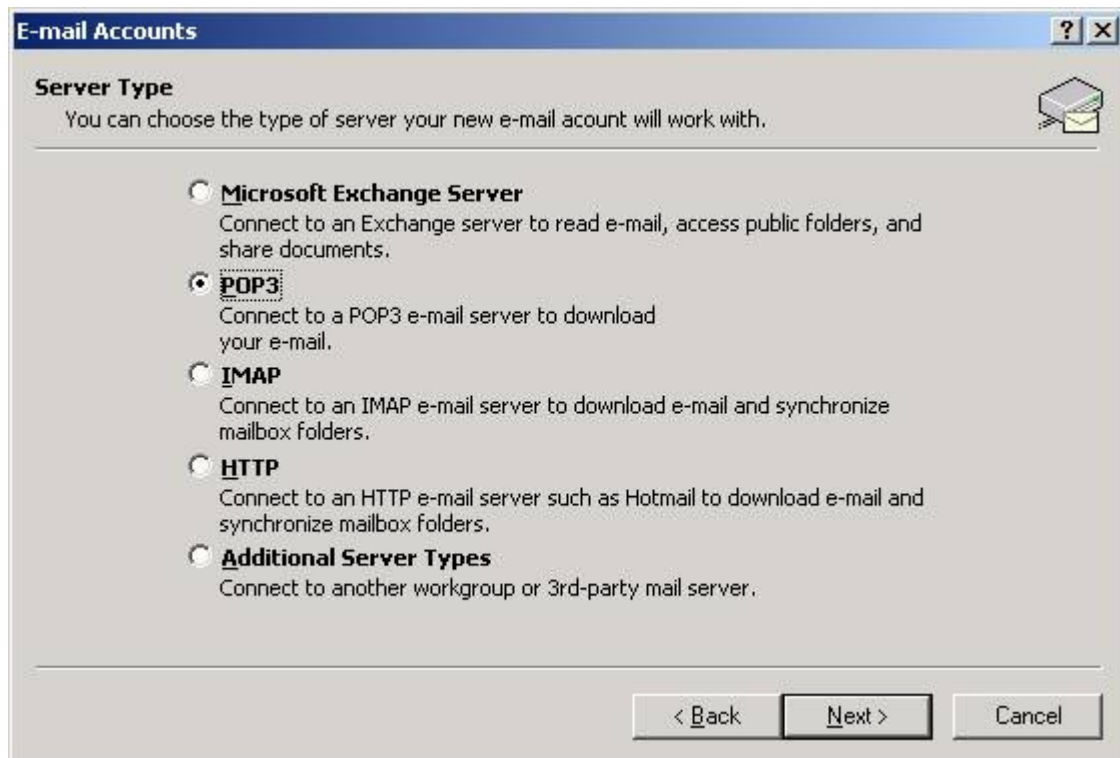 E-mail Accounts
Server Type
You can choose the type of server your new e-mail acount will work with.
Microsoft Exchange Server
Connect to an Exchange server to read e-mail, access public folders, and
share documents.
POP3
Connect to a POP3 e-mail server to download
your e-mail.
IMAP
Connect to an IMAP e-mail server to download e-mail and synchronize
mailbox folders.
HTTP
Connect to an HTTP e-mail server such as Hotmail to download e-mail and
synchronize mailbox folders.
Additional Server Types
Connect to another workgroup or 3rd-party mail server.
< Back Next > Cancel